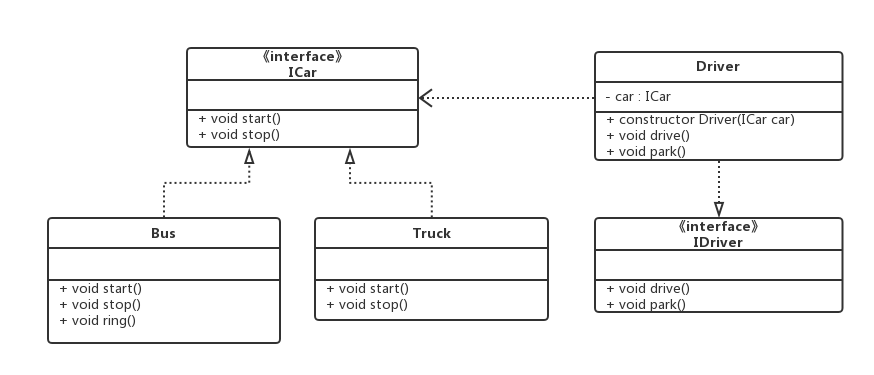 《interface》
ICar
+ void start()
+ void stop()
Driver
- car : ICar
+ constructor Driver(ICar car)
+ void drive()
+ void park()
Bus
+ void start()
+ void stop()
+ void ring()
Truck
+ void start()
+ void stop()
《interface》
IDriver
+ void drive()
+ void park()